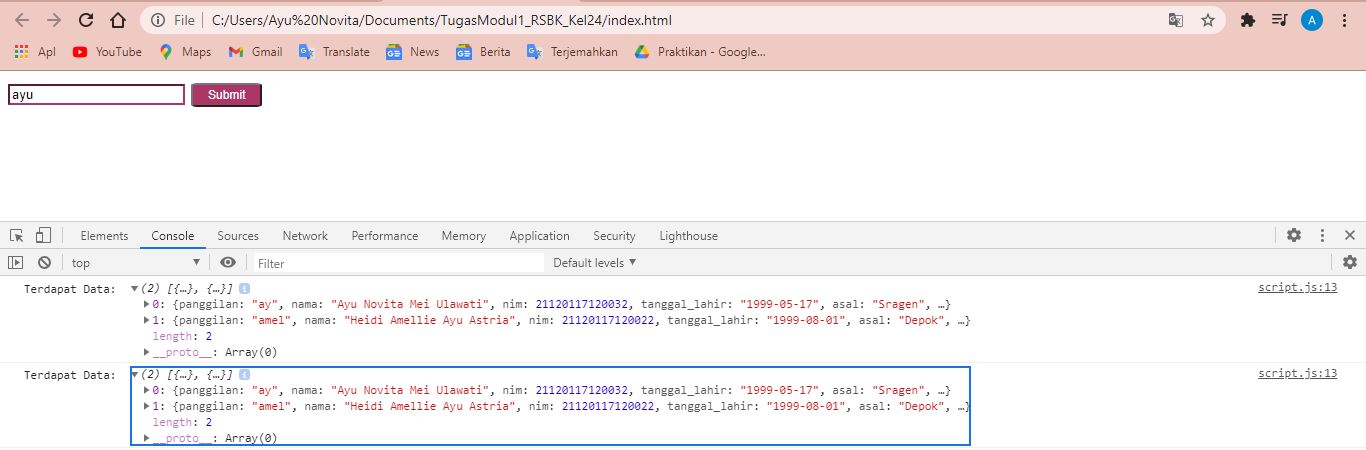 File | C:/Users/Ayu%20Novita/Documents/TugasModul1_RSBK_Kel24/index.html A
Apl YouTube Maps Gmail Translate News Berita Terjemahkan Praktikan - Google...
ayu Submit
Elements Console Sources Network Performance Memory Application Security Lighthouse
top Filter Default levels
Terdapat Data: (2) [{…}, {…}] i script.js:13
0: {panggilan: "ay", nama: "Ayu Novita Mei Ulawati", nim: 21120117120032, tanggal_lahir: "1999-05-17", asal: "Sragen", …}
1: {panggilan: "amel", nama: "Heidi Amellie Ayu Astria", nim: 21120117120022, tanggal_lahir: "1999-08-01", asal: "Depok", …}
length: 2
__proto__: Array(0)
Terdapat Data: (2) [{…}, {…}] i script.js:13
0: {panggilan: "ay", nama: "Ayu Novita Mei Ulawati", nim: 21120117120032, tanggal_lahir: "1999-05-17", asal: "Sragen", …}
1: {panggilan: "amel", nama: "Heidi Amellie Ayu Astria", nim: 21120117120022, tanggal_lahir: "1999-08-01", asal: "Depok", …}
length: 2
__proto__: Array(0)